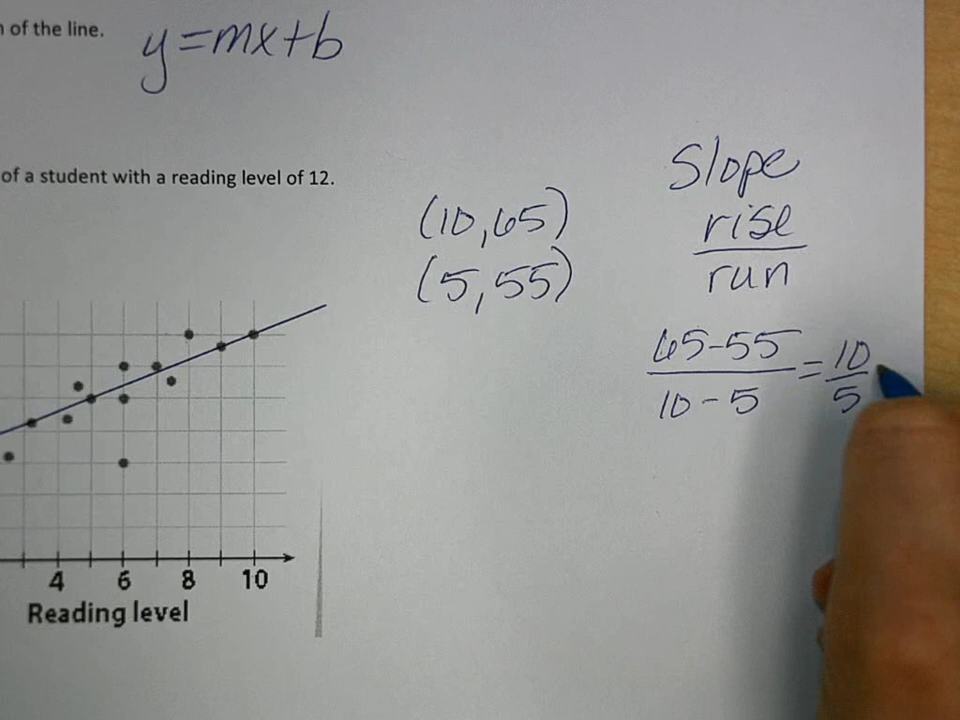 n of the line.
y=mx+b
of a student with a reading level of 12.
(10,65)
(5,55)
Slope
rise
run
65-55
10-5
=
10
5
4 6 8 10
Reading level